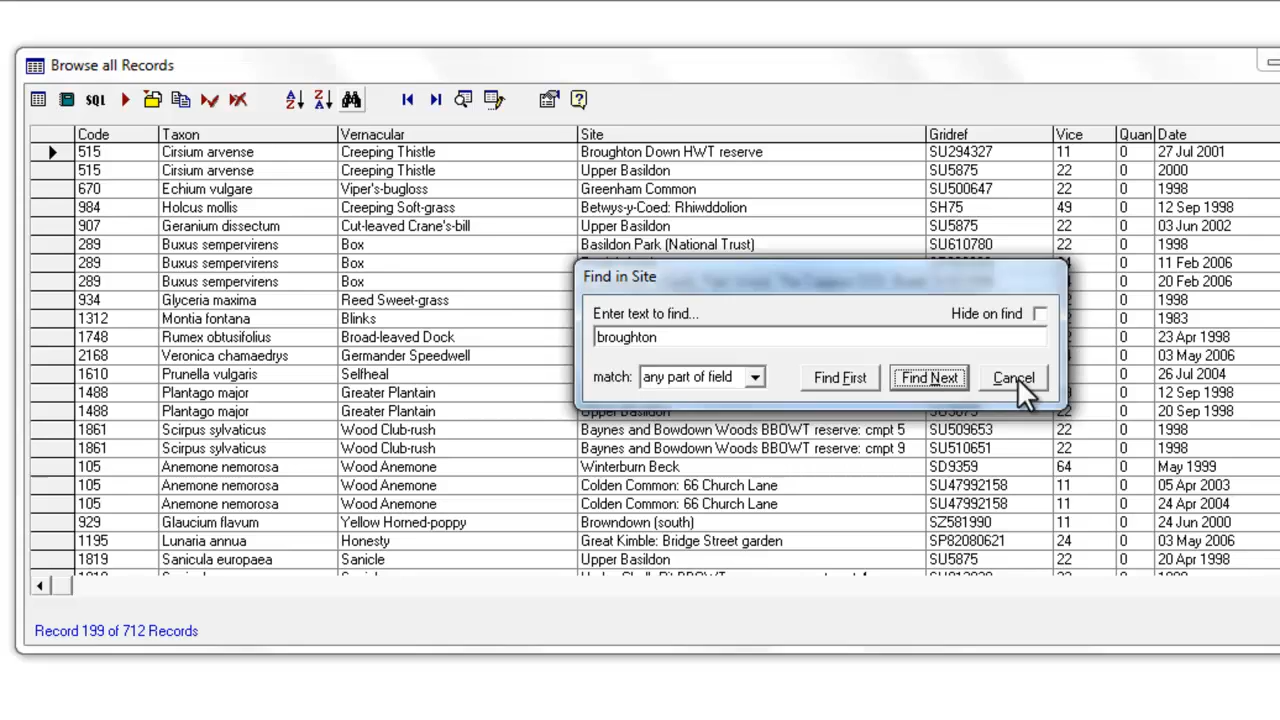 Browse all Records
SQL
Code Taxon Vernacular Site Gridref Vice Quan Date
515 Cirsium arvense Creeping Thistle Broughton Down HWT reserve SU294327 11 0 27 Jul 2001
515 Cirsium arvense Creeping Thistle Upper Basildon SU5875 22 0 2000
670 Echium vulgare Viper's-bugloss Greenham Common SU500647 22 0 1998
984 Holcus mollis Creeping Soft-grass Betwys-y-Coed: Rhiwddolion SH75 49 0 12 Sep 1998
907 Geranium dissectum Cut-leaved Crane's-bill Upper Basildon SU5875 22 0 03 Jun 2002
289 Buxus sempervirens Box Basildon Park (National Trust) SU610780 22 0 1998
289 Buxus sempervirens Box 0 11 Feb 2006
289 Buxus sempervirens Box 0 20 Feb 2006
934 Glyceria maxima Reed Sweet-grass 0 1998
1312 Montia fontana Blinks 0 1983
1748 Rumex obtusifolius Broad-leaved Dock 0 23 Apr 1998
2168 Veronica chamaedrys Germander Speedwell 0 03 May 2006
1610 Prunella vulgaris Selfheal 0 26 Jul 2004
1488 Plantago major Greater Plantain 0 12 Sep 1998
1488 Plantago major Greater Plantain Upper Basildon SU5875 22 0 20 Sep 1998
1861 Scirpus sylvaticus Wood Club-rush Baynes and Bowdown Woods BBOWT reserve: cmpt 5 SU509653 22 0 1998
1861 Scirpus sylvaticus Wood Club-rush Baynes and Bowdown Woods BBOWT reserve: cmpt 9 SU510651 22 0 1998
105 Anemone nemorosa Wood Anemone Winterburn Beck SD9359 64 0 May 1999
105 Anemone nemorosa Wood Anemone Colden Common: 66 Church Lane SU47992158 11 0 05 Apr 2003
105 Anemone nemorosa Wood Anemone Colden Common: 66 Church Lane SU47992158 11 0 24 Apr 2004
929 Glaucium flavum Yellow Horned-poppy Browndown (south) SZ581990 11 0 24 Jun 2000
1195 Lunaria annua Honesty Great Kimble: Bridge Street garden SP82080621 24 0 03 May 2006
1819 Sanicula europaea Sanicle Upper Basildon SU5875 22 0 20 Apr 1998
Find in Site
Enter text to find... Hide on find
broughton
match: any part of field Find First Find Next Cancel
Record 199 of 712 Records